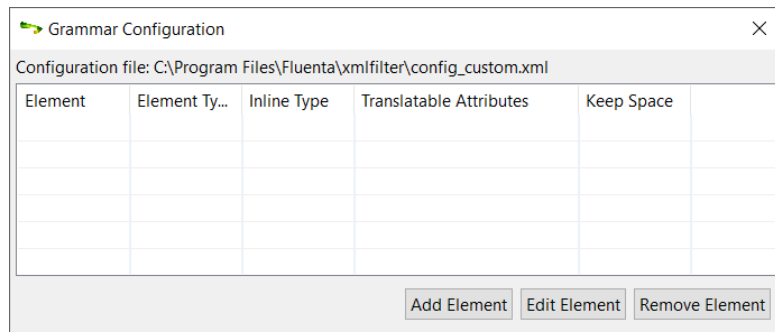 Grammar Configuration
Configuration file: C:\Program Files\Fluenta\xmlfilter\config_custom.xml
Element Element Ty... Inline Type Translatable Attributes Keep Space
Add Element Edit Element Remove Element